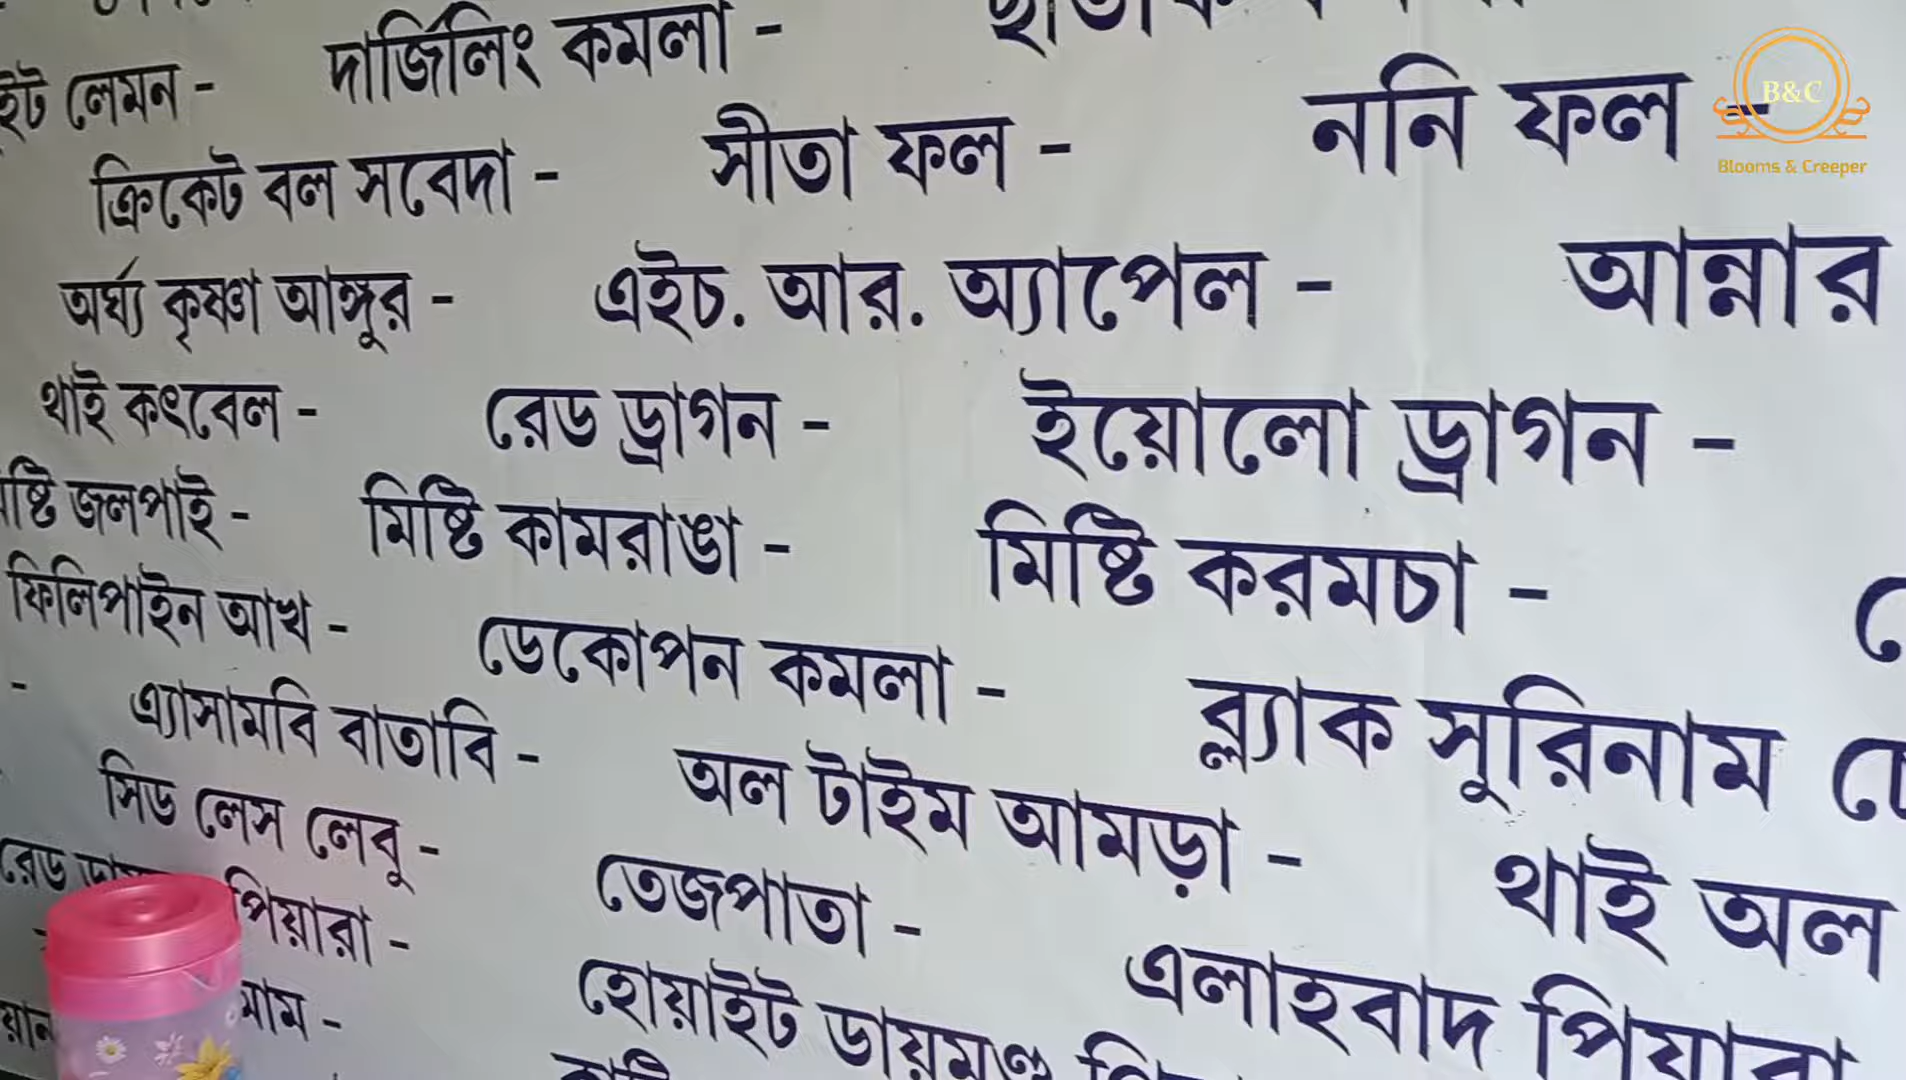 লেমন - দার্জিলিং কমলা -
ক্রিকেট বল সবেদা - সীতা ফল - ননি ফল -
অর্ঘ্য কৃষ্ণা আঙ্গুর - এইচ. আর. অ্যাপেল - আন্নার
থাই কৎবেল - রেড ড্রাগন - ইয়োলো ড্রাগন -
জলপাই - মিষ্টি কামরাঙা - মিষ্টি করমচা -
ফিলিপাইন আখ - ডেকোপন কমলা - ব্ল্যাক সুরিনাম
- এ্যাসামবি বাতাবি - অল টাইম আমড়া - থাই অল
সিড লেস লেবু - তেজপাতা - এলাহবাদ পিয়ারা
রেড পিয়ারা - হোয়াইট ডায়মণ্ড
B&C
Blooms & Creeper